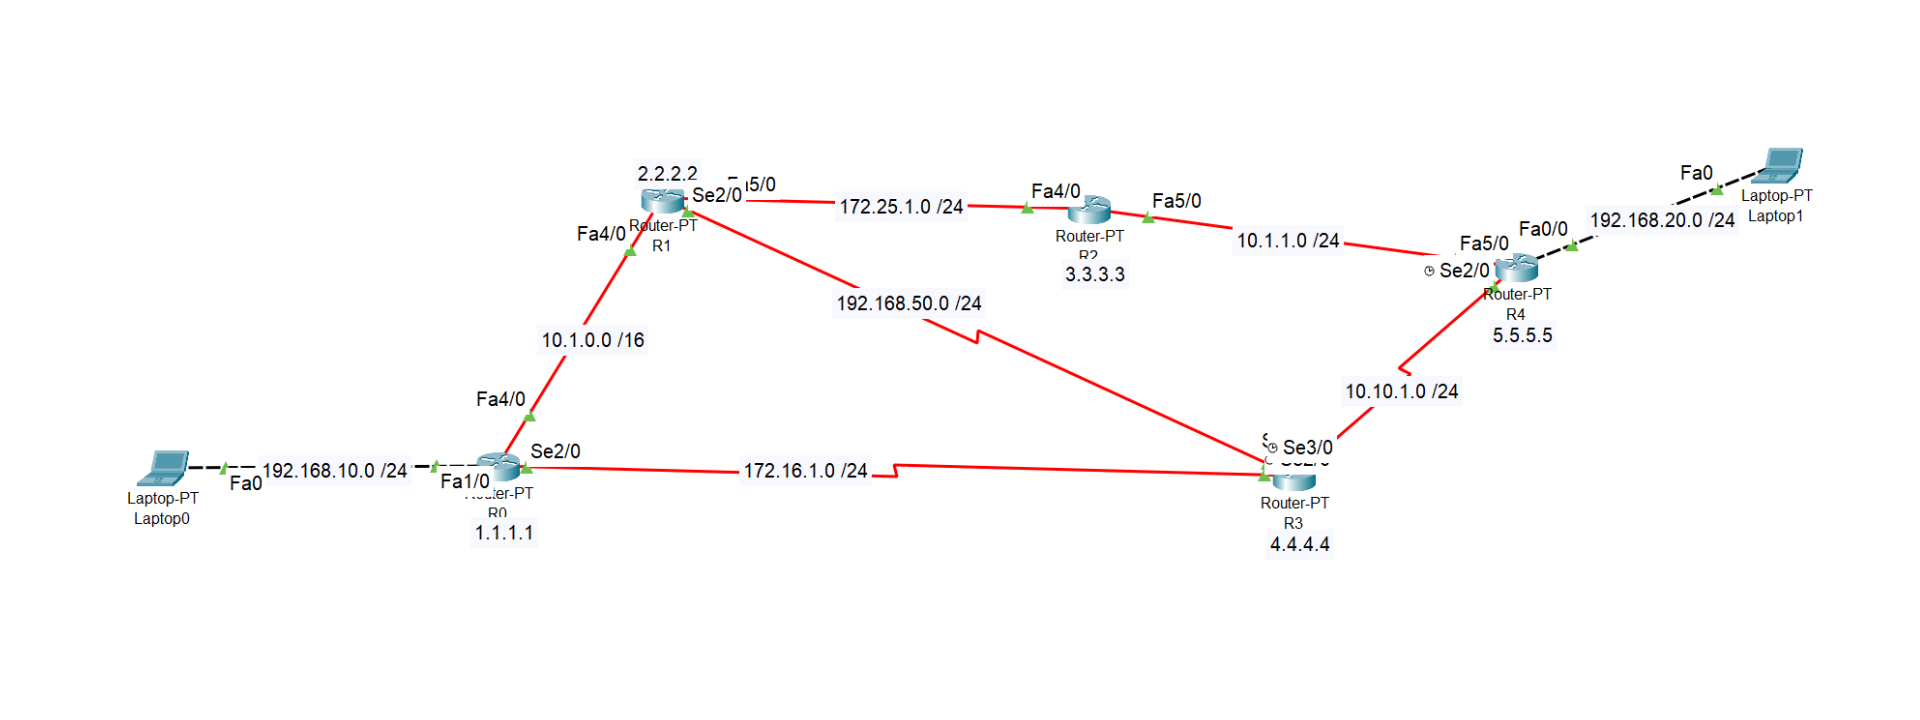 2.2.2.2
Se2/0
5/0
Router-PT
R1
Fa4/0
172.25.1.0 /24
Fa4/0
Fa5/0
Router-PT
R2
3.3.3.3
10.1.1.0 /24
Fa0
Laptop-PT
Laptop1
192.168.20.0 /24
Fa0/0
Fa5/0
Se2/0
Router-PT
R4
5.5.5.5
192.168.50.0 /24
10.1.0.0 /16
10.10.1.0 /24
Fa4/0
Se2/0
192.168.10.0 /24
Fa0
Fa1/0
Laptop-PT
Laptop0
Router-PT
R0
1.1.1.1
172.16.1.0 /24
Se3/0
Router-PT
R3
4.4.4.4